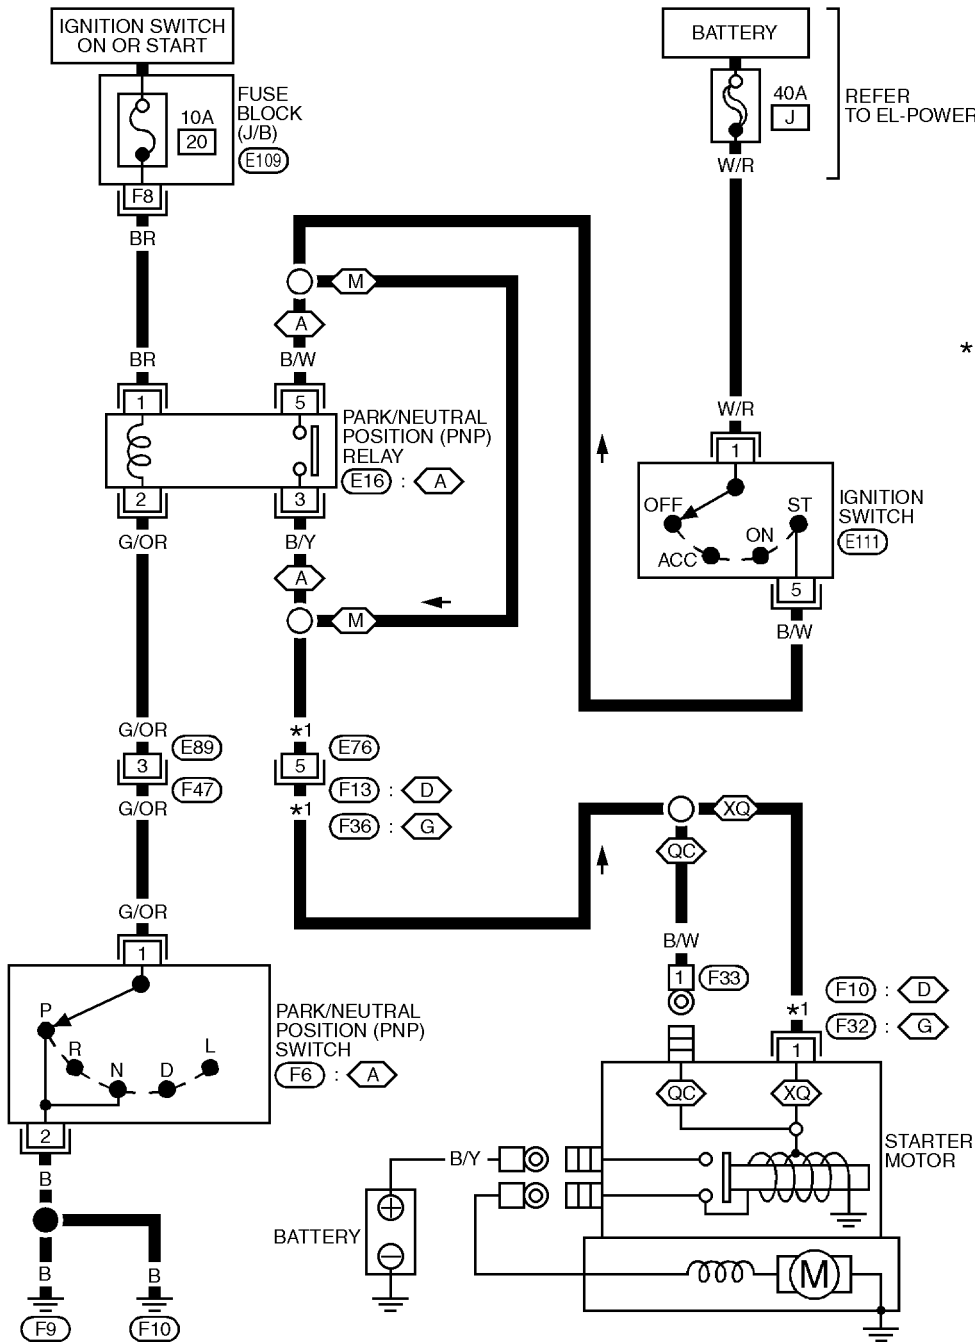 IGNITION SWITCH
ON OR START
BATTERY
FUSE
BLOCK
(J/B)
E109
10A
20
F8
40A
J
REFER
TO EL-POWER
W/R
BR
M
A
BR
B/W
*
W/R
1
5
PARK/NEUTRAL
POSITION (PNP)
RELAY
E16 : A
2
3
1
OFF
ST
ON
ACC
IGNITION
SWITCH
E111
G/OR
B/Y
A
M
5
B/W
G/OR
*1
E89
E76
3
5
F47
F13 : D
G/OR
*1
F36 : G
XQ
QC
G/OR
B/W
1
1
F33
F10 : D
*1
F32 : G
1
P
R
N
D
L
PARK/NEUTRAL
POSITION (PNP)
SWITCH
F6 : A
QC
XQ
2
STARTER
MOTOR
B/Y
B
BATTERY
+
−
M
B
B
F9
F10